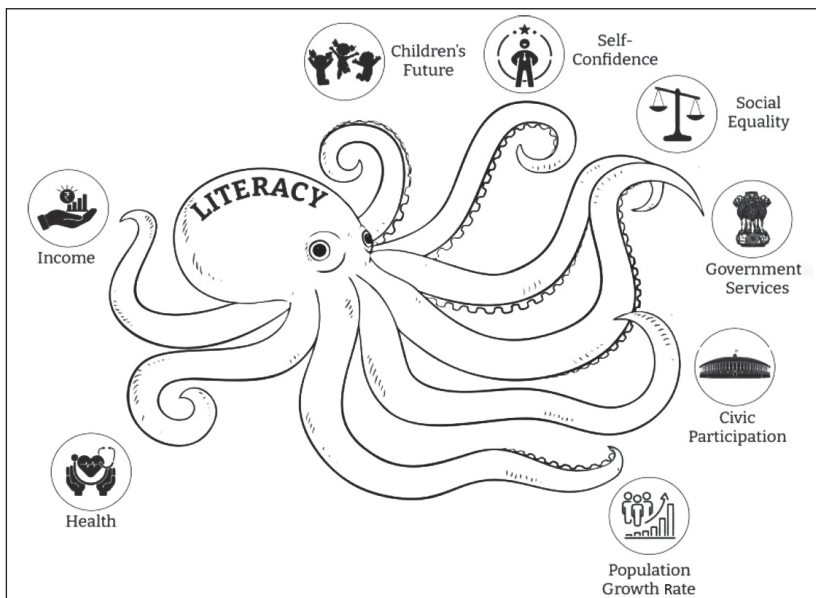 Children's
Future
Self-
Confidence
Social
Equality
LITERACY
₹
Income
Government
Services
Civic
Participation
Health
Population
Growth Rate